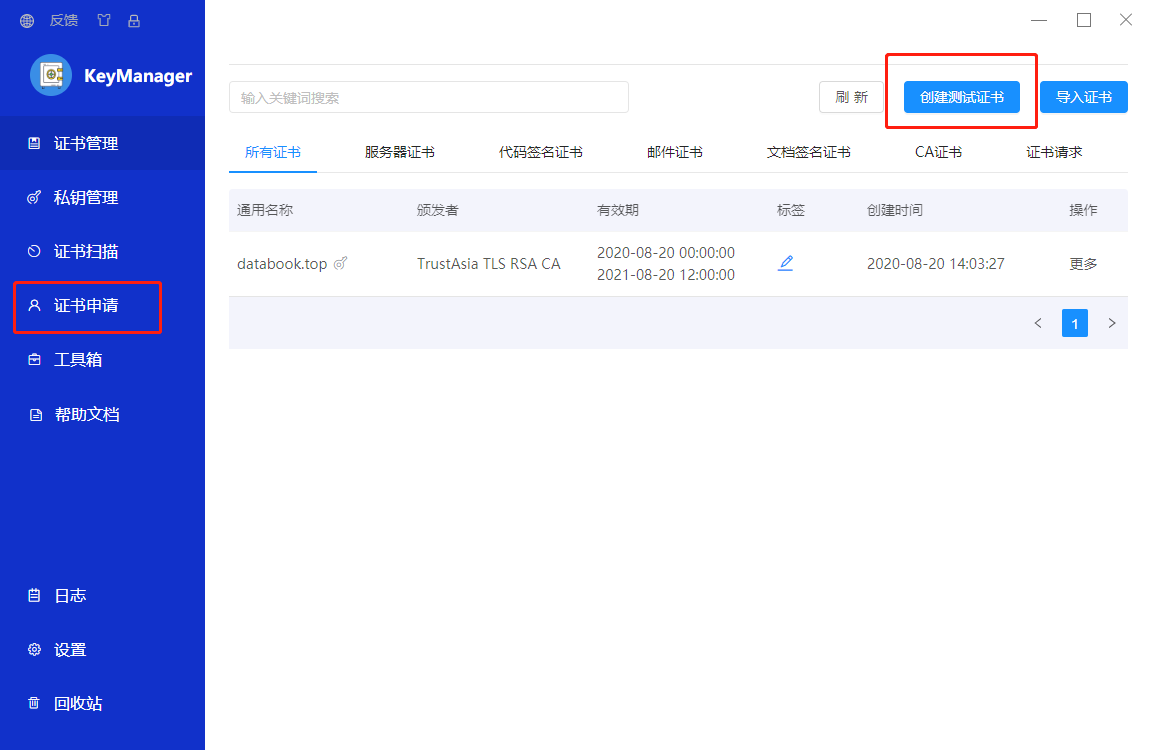 反馈
KeyManager
证书管理
私钥管理
证书扫描
证书申请
工具箱
帮助文档
日志
设置
回收站
输入关键词搜索
刷 新
创建测试证书
导入证书
所有证书 服务器证书 代码签名证书 邮件证书 文档签名证书 CA证书 证书请求
通用名称 颁发者 有效期 标签 创建时间 操作
databook.top TrustAsia TLS RSA CA 2020-08-20 00:00:00 2020-08-20 14:03:27 更多
2021-08-20 12:00:00
1